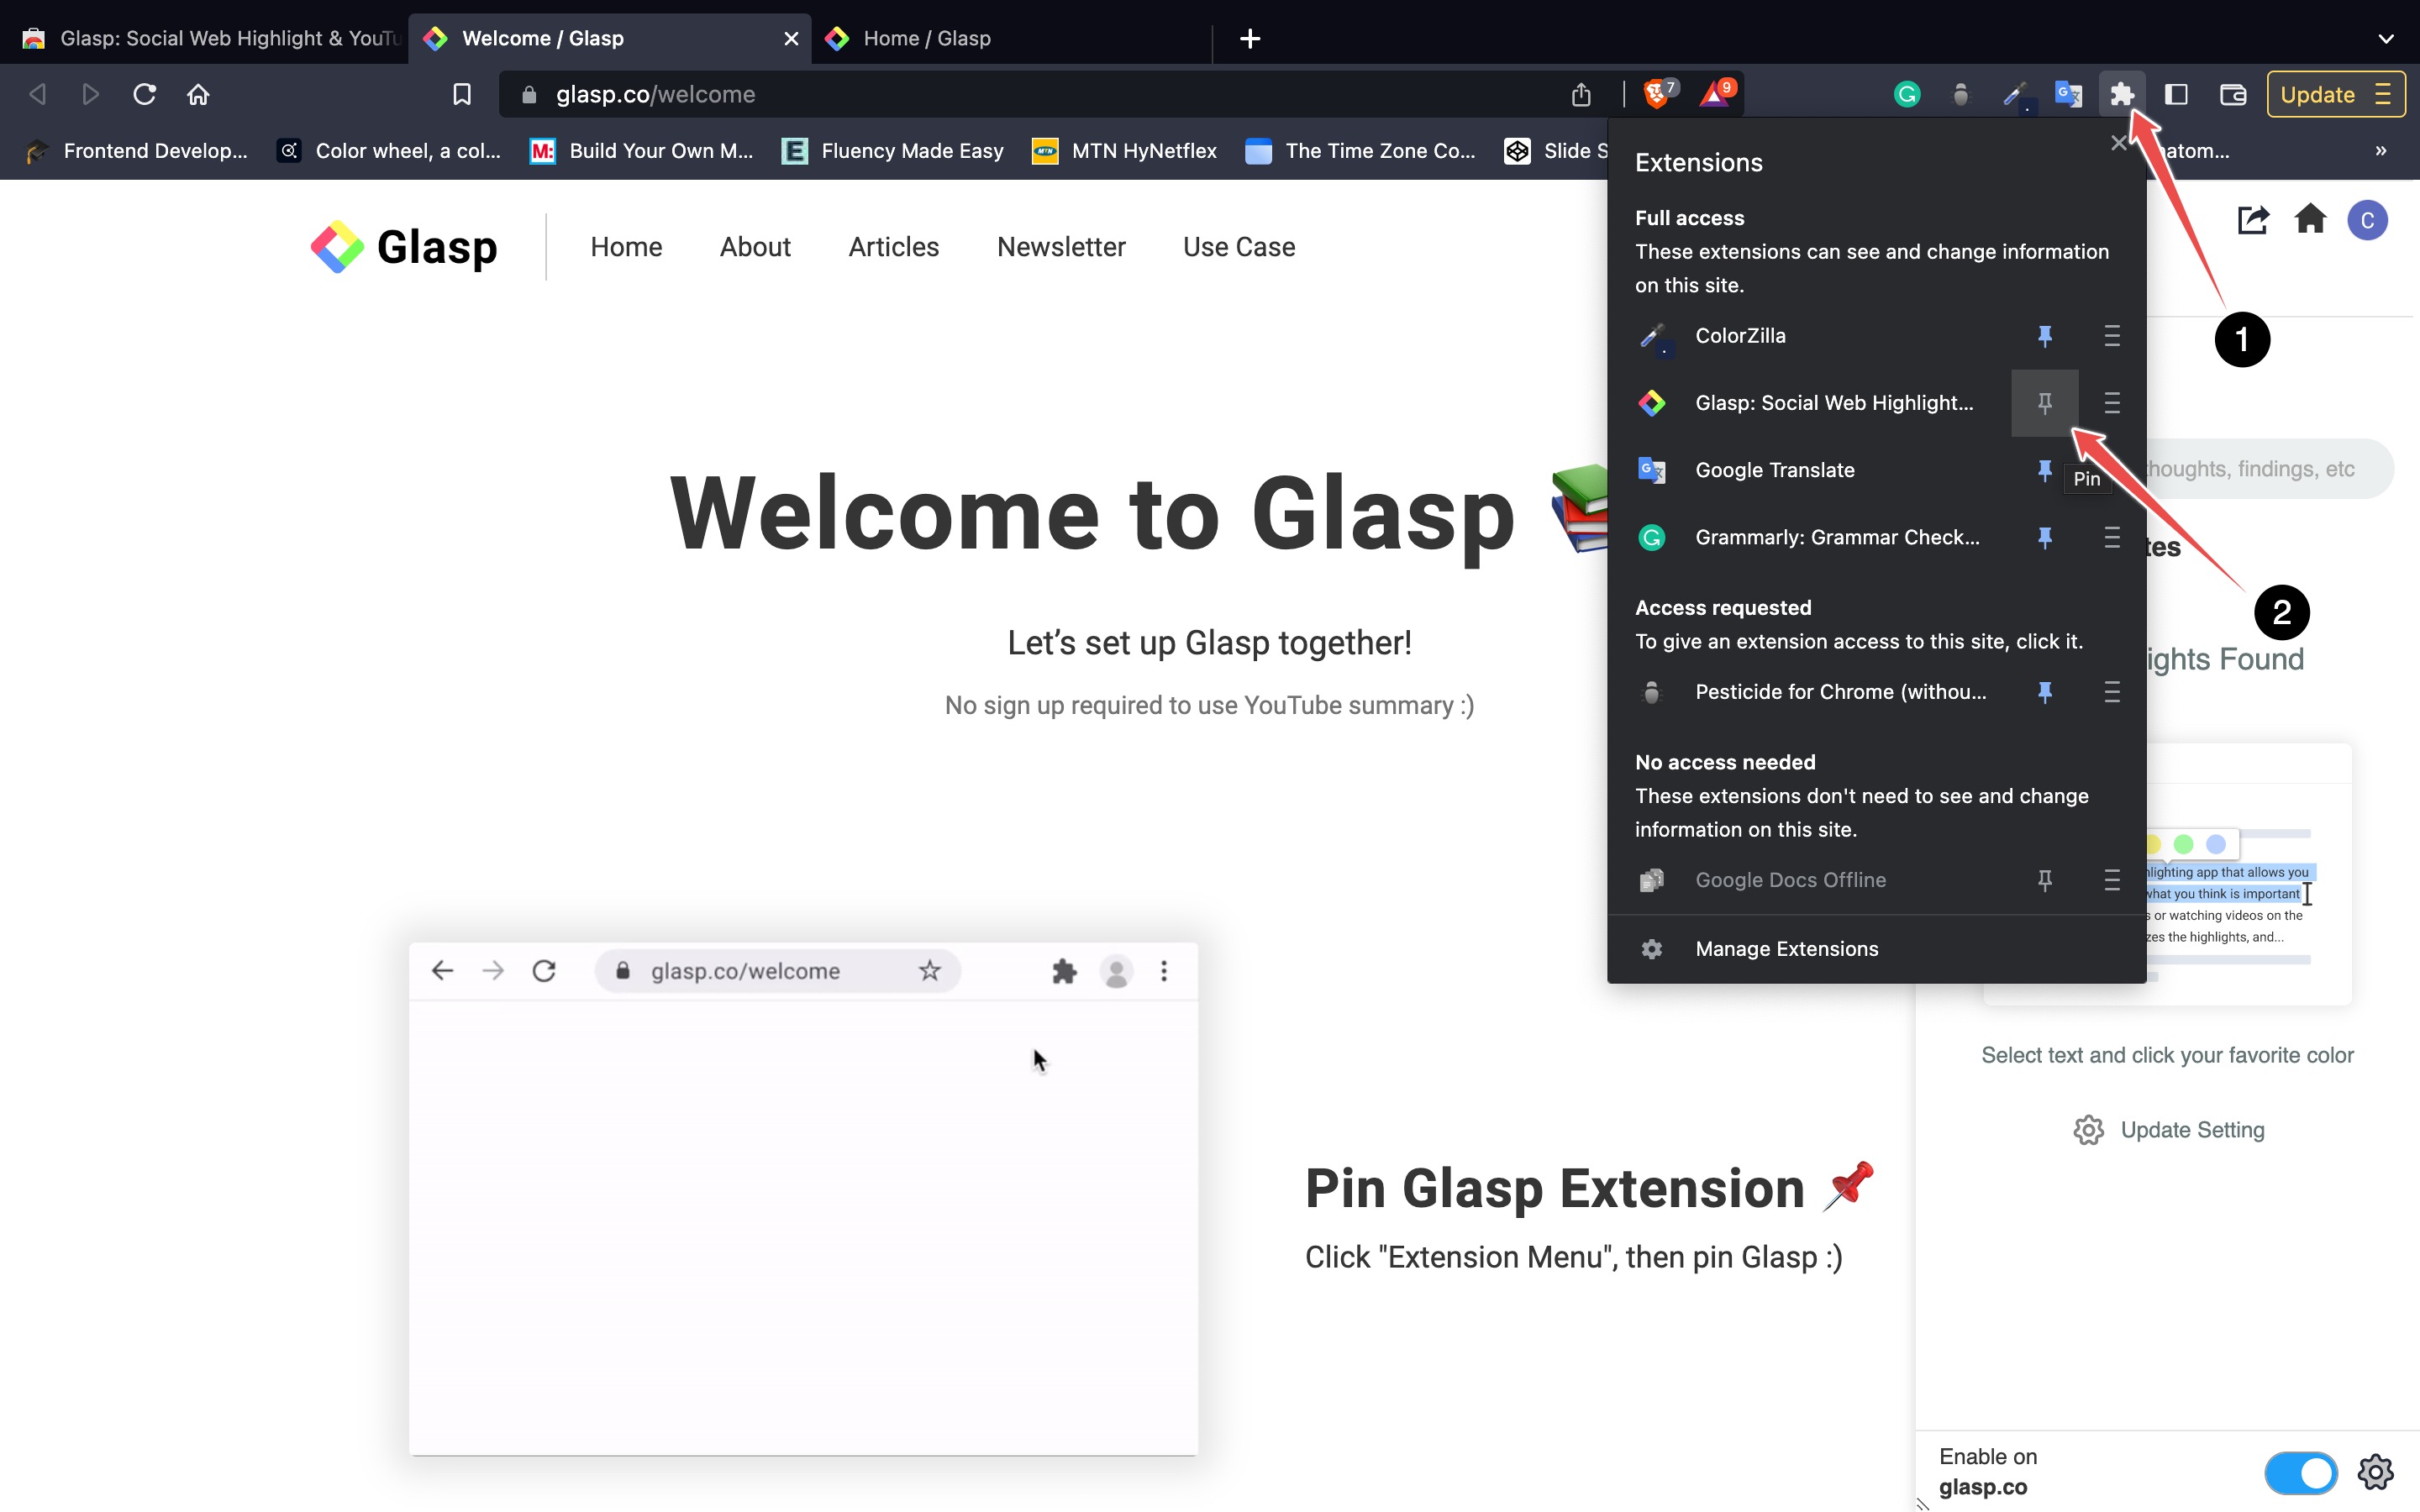 Glasp: Social Web Highlight & YouTu
Welcome / Glasp
Home / Glasp
glasp.co/welcome
7
9
Update
Frontend Develop...
Color wheel, a col...
M:
Build Your Own M...
E
Fluency Made Easy
MTN
MTN HyNetflex
The Time Zone Co...
Slide S
natom...
»
Glasp
Home
About
Articles
Newsletter
Use Case
C
Extensions
Full access
These extensions can see and change information
on this site.
ColorZilla
Glasp: Social Web Highlight...
Google Translate
Pin
Grammarly: Grammar Check...
Access requested
To give an extension access to this site, click it.
Pesticide for Chrome (withou...
No access needed
These extensions don't need to see and change
information on this site.
Google Docs Offline
Manage Extensions
1
2
houghts, findings, etc
tes
ights Found
Welcome to Glasp
Let's set up Glasp together!
No sign up required to use YouTube summary :)
hlighting app that allows you
what you think is important
s or watching videos on the
zes the highlights, and...
Select text and click your favorite color
Update Setting
glasp.co/welcome
Pin Glasp Extension
Click "Extension Menu", then pin Glasp :)
Enable on
glasp.co